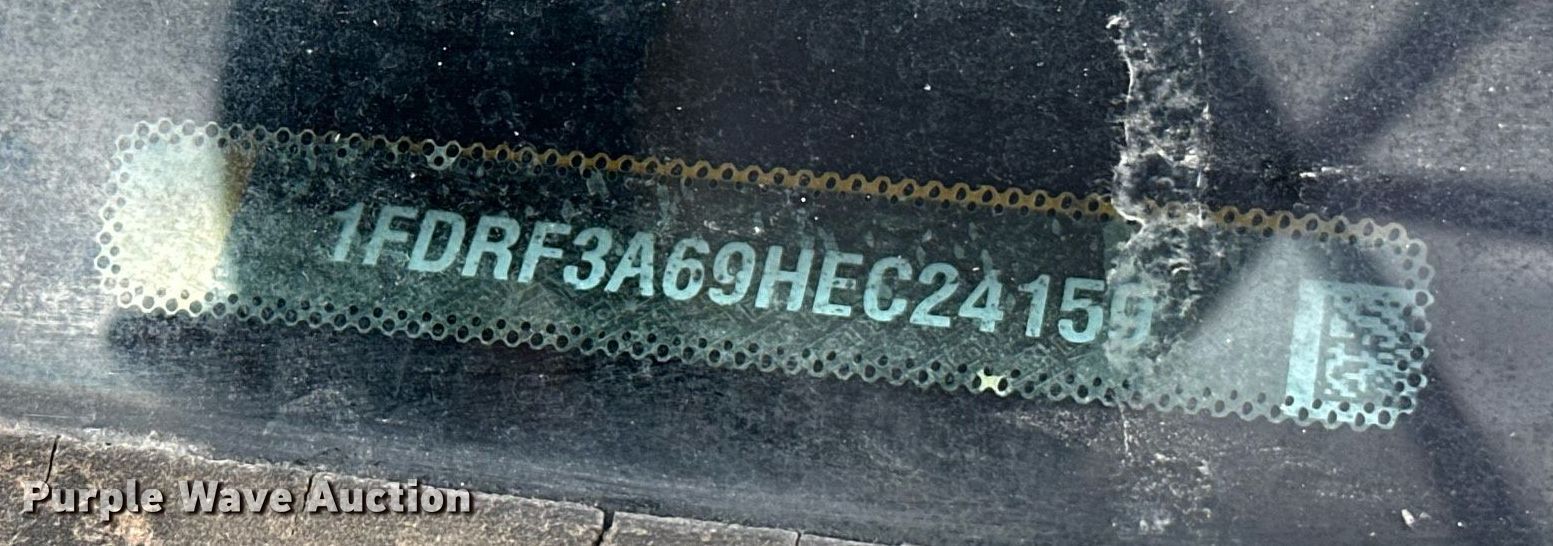 1FDRF3A69HEC24159
Purple Wave Auction